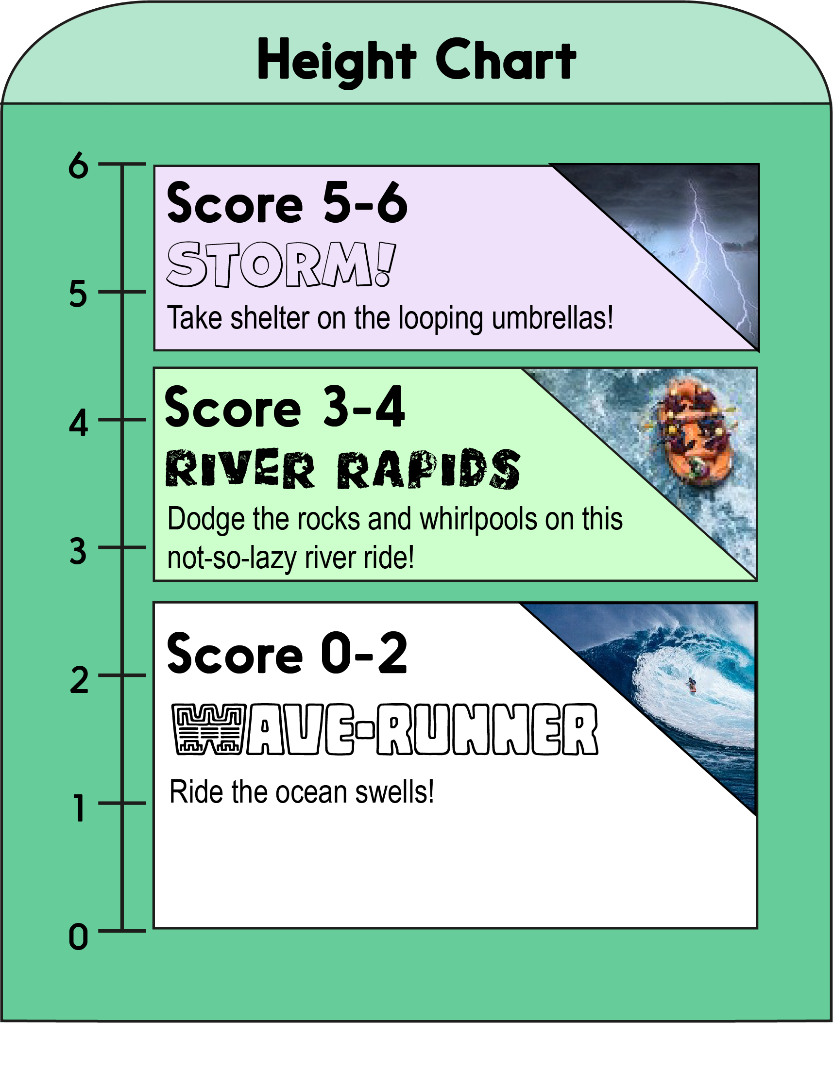 Height Chart
6
Score 5-6
STORM!
5
Take shelter on the looping umbrellas!
4
Score 3-4
RIVER RAPIDS
Dodge the rocks and whirlpools on this
3
not-so-lazy river ride!
2
Score 0-2
WAVE-RUNNER
1
Ride the ocean swells!
0